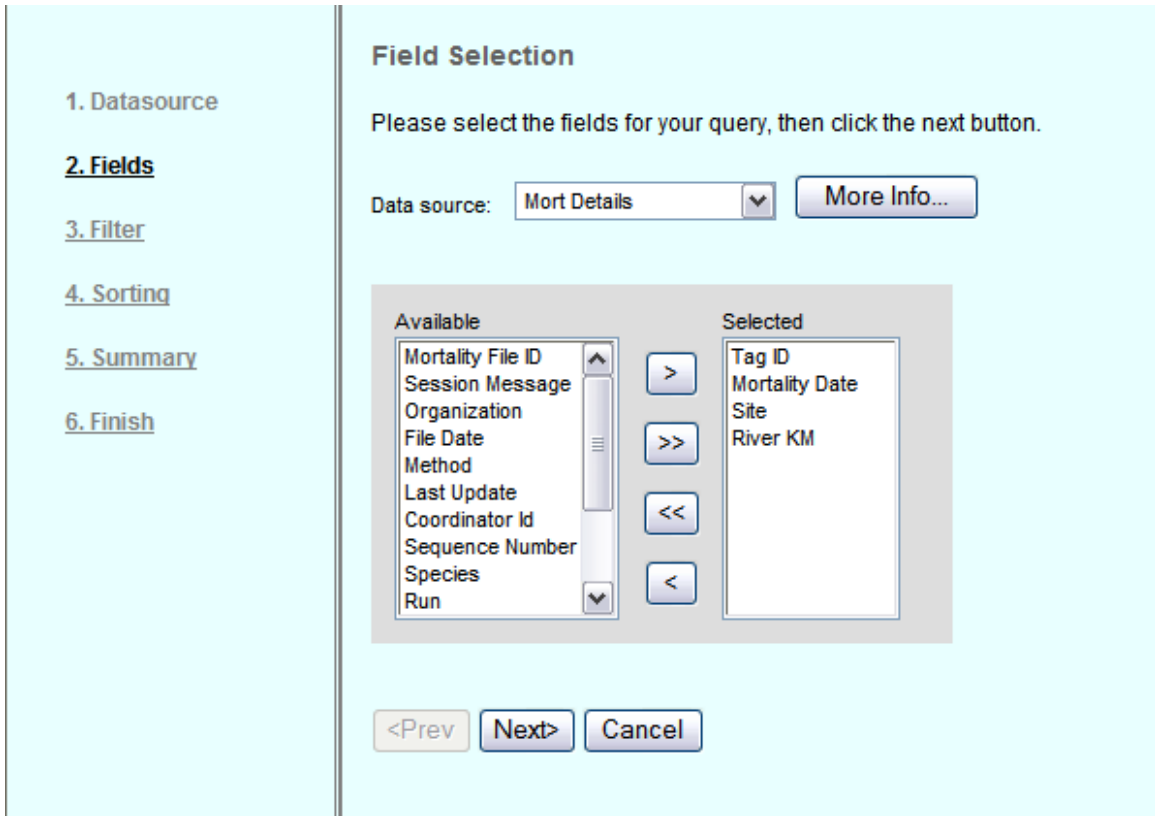 1. Datasource
2. Fields
3. Filter
4. Sorting
5. Summary
6. Finish
Field Selection
Please select the fields for your query, then click the next button.
Data source: Mort Details More Info...
Available
Mortality File ID
Session Message
Organization
File Date
Method
Last Update
Coordinator Id
Sequence Number
Species
Run
>
>>
<<
<
Selected
Tag ID
Mortality Date
Site
River KM
<Prev Next> Cancel